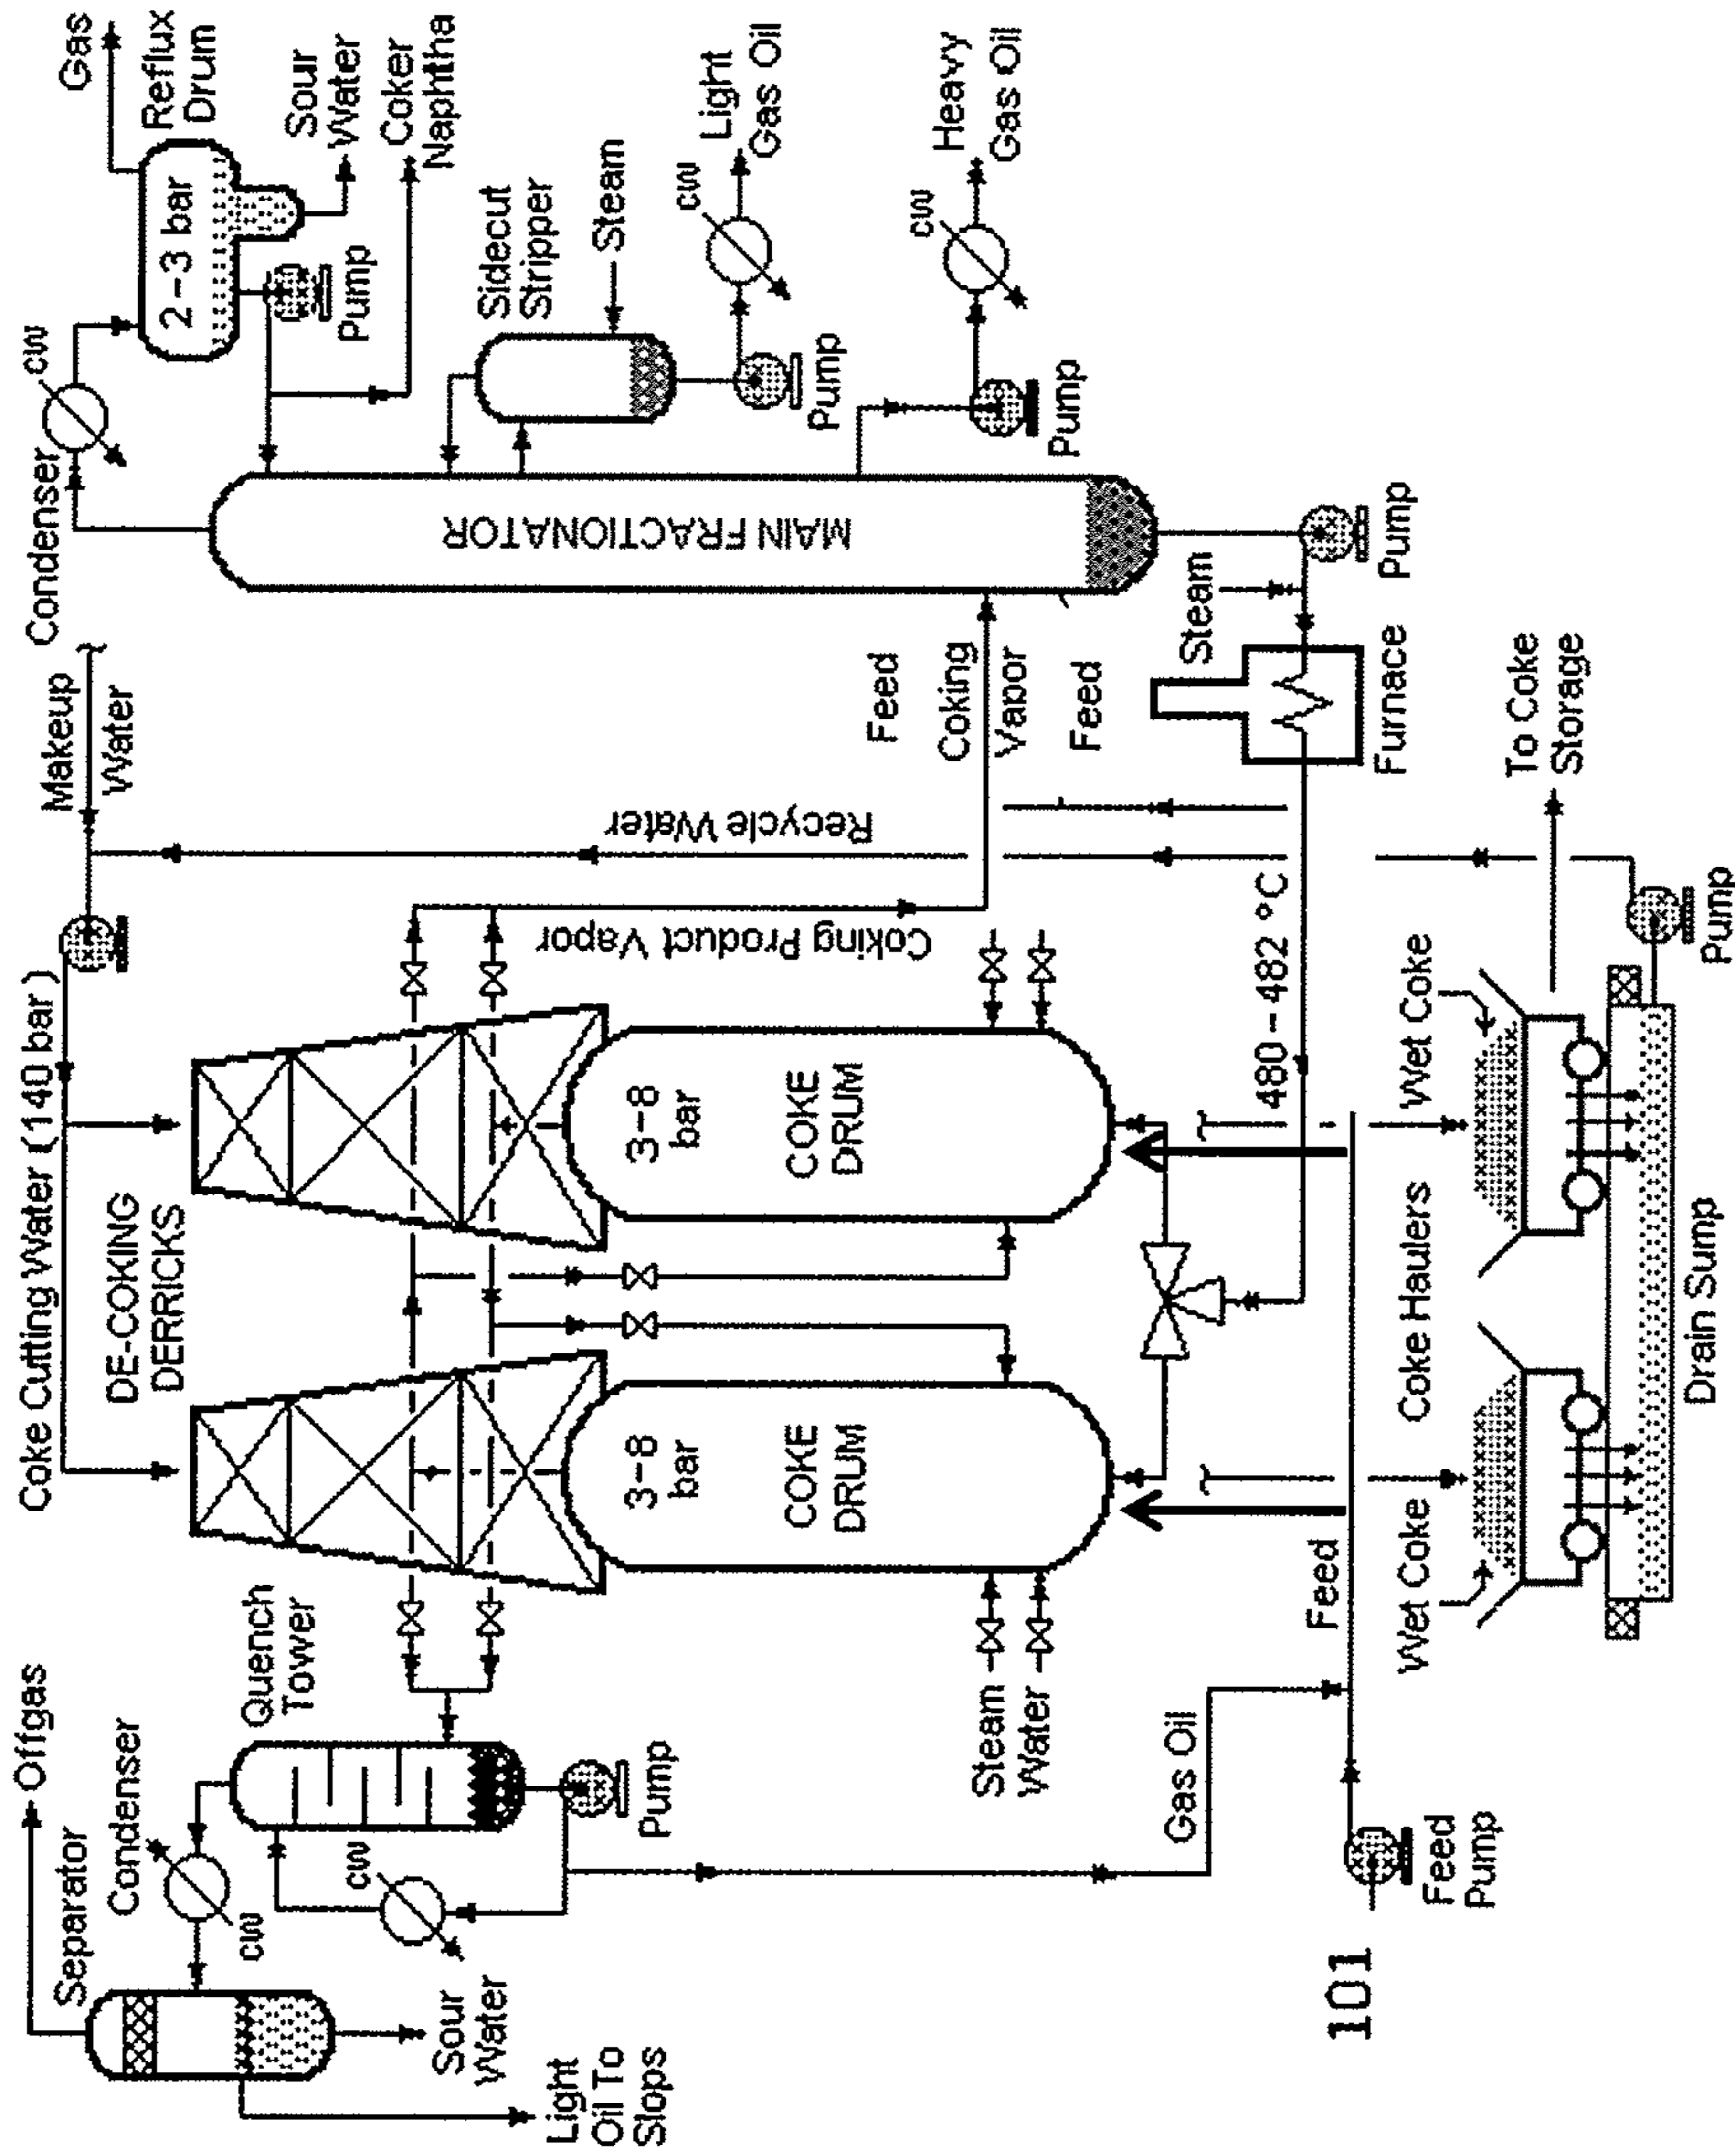 Offgas
Separator
Condenser
CW
CW
Quench
Tower
Pump
Sour
Water
Light
Oil To
Slops
Gas Oil
101
Feed
Pump
Feed
Steam
Water
Coke Cutting Water (140 bar)
DE-COKING
DERRICKS
3-8
bar
COKE
DRUM
3-8
bar
COKE
DRUM
Makeup
Water
Recycle Water
Coking Product Vapor
480-482 °C
Wet Coke
Coke Haulers
Wet Coke
Drain Sump
Pump
To Coke
Storage
Furnace
Steam
Pump
Feed
Coking
Vapor
Feed
MAIN FRACTIONATOR
Condenser
CW
2-3 bar
Reflux
Drum
Gas
Pump
Sour
Water
Coker
Naphtha
Sidecut
Stripper
Steam
Pump
CW
Light
Gas Oil
Pump
CW
Heavy
Gas Oil